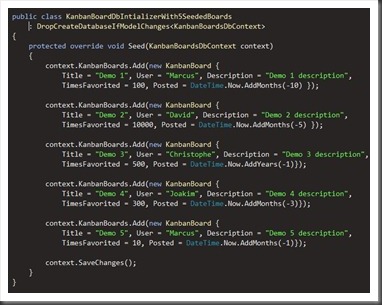 public class KanbanBoardDbIntializerWith5SeededBoards
: DropCreateDatabaseIfModelChanges<KanbanBoardsDbContext>
{
protected override void Seed(KanbanBoardsDbContext context)
{
context.KanbanBoards.Add(new KanbanBoard {
Title = "Demo 1", User = "Marcus", Description = "Demo 1 description",
TimesFavorited = 100, Posted = DateTime.Now.AddMonths(-10) });
context.KanbanBoards.Add(new KanbanBoard {
Title = "Demo 2", User = "David", Description = "Demo 2 description",
TimesFavorited = 10000, Posted = DateTime.Now.AddMonths(-5) });
context.KanbanBoards.Add(new KanbanBoard {
Title = "Demo 3", User = "Christophe", Description = "Demo 3 description",
TimesFavorited = 500, Posted = DateTime.Now.AddYears(-1)});
context.KanbanBoards.Add(new KanbanBoard {
Title = "Demo 4", User = "Joakim", Description = "Demo 4 description",
TimesFavorited = 300, Posted = DateTime.Now.AddMonths(-3)});
context.KanbanBoards.Add(new KanbanBoard {
Title = "Demo 5", User = "Marcus", Description = "Demo 5 description",
TimesFavorited = 10, Posted = DateTime.Now.AddMonths(-1)});
context.SaveChanges();
}
}